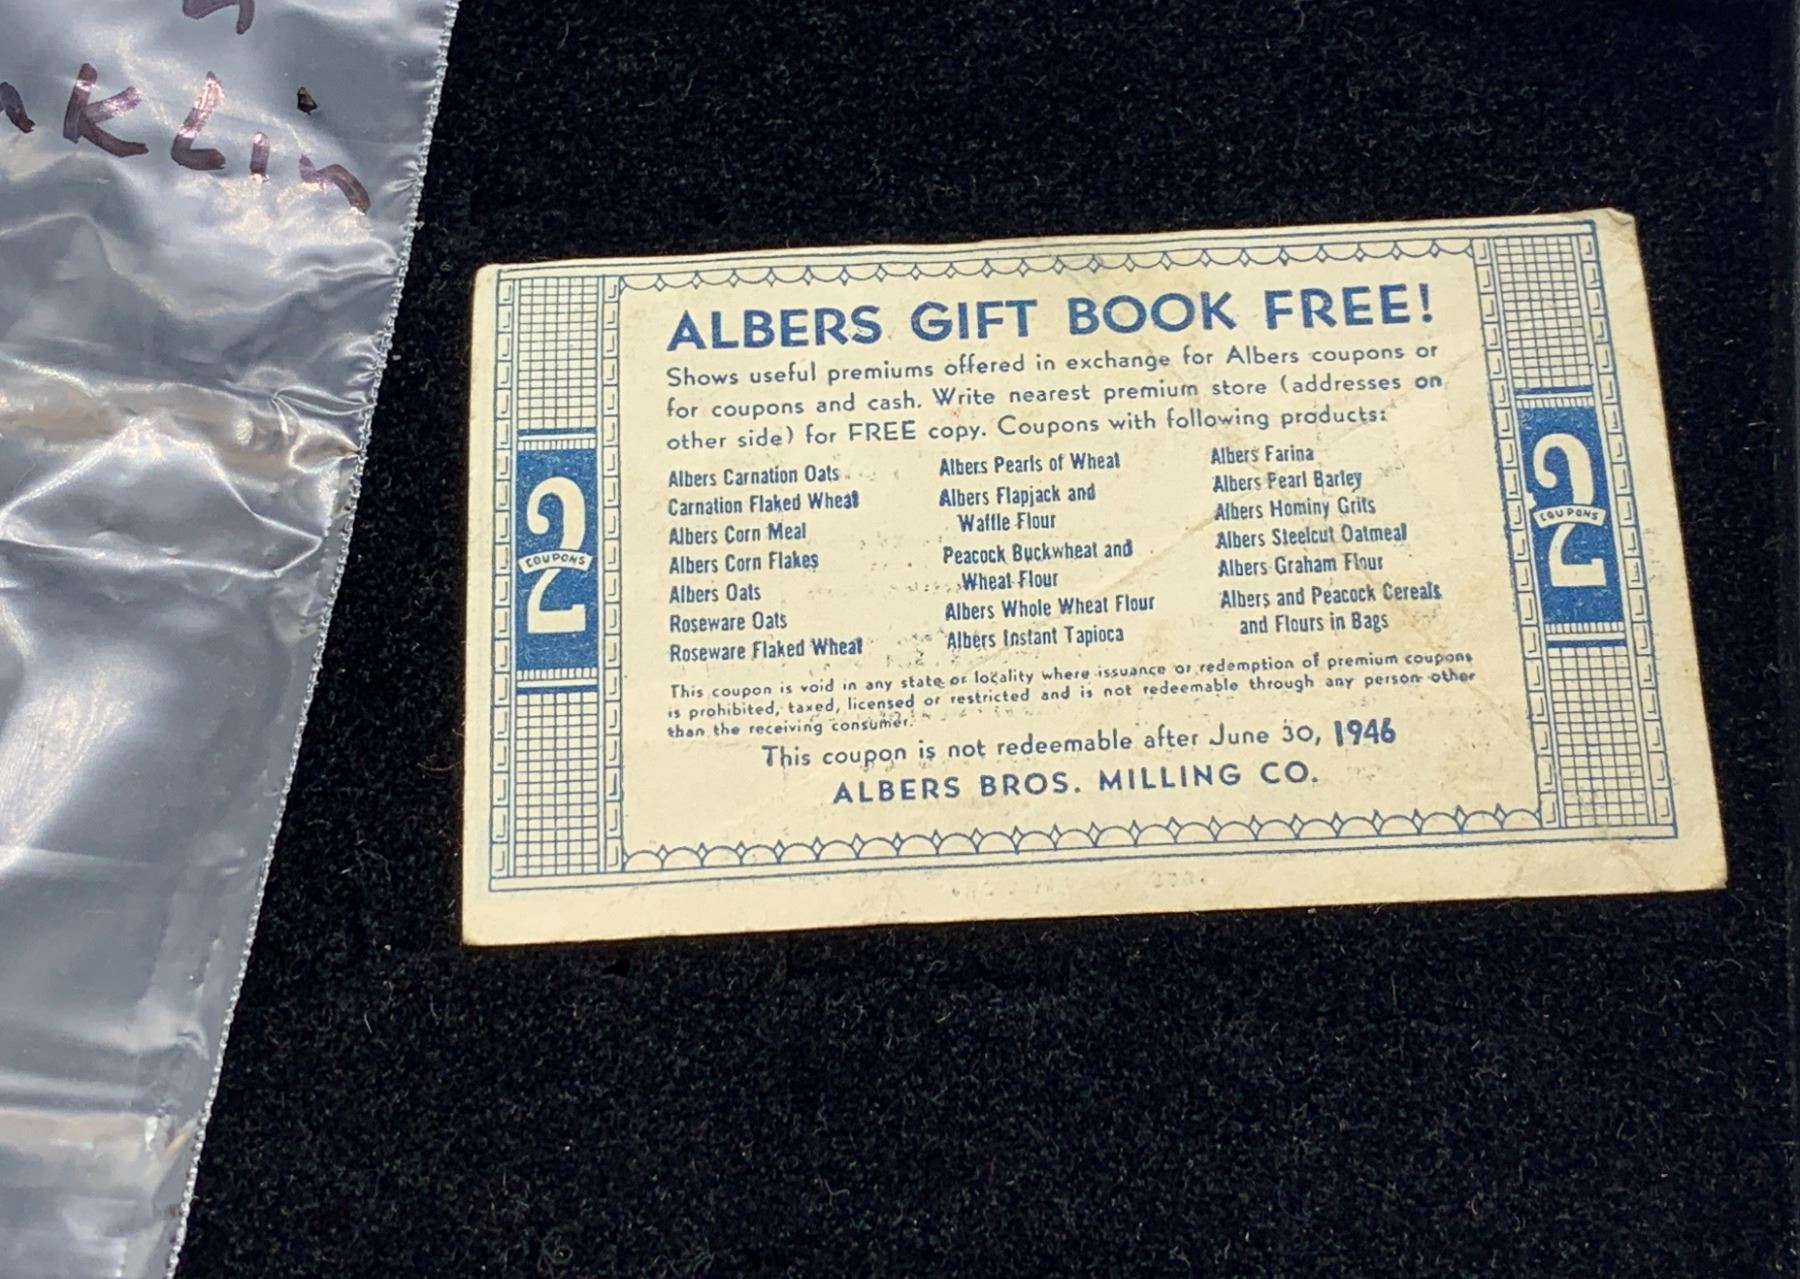 ALBERS GIFT BOOK FREE!
Shows useful premiums offered in exchange for Albers coupons or
for coupons and cash. Write nearest premium store (addresses on
other side) for FREE copy. Coupons with following products:
Albers Carnation Oats
Carnation Flaked Wheat
Albers Corn Meal
Albers Corn Flakes
Albers Oats
Roseware Oats
Roseware Flaked Wheat
Albers Pearls of Wheat
Albers Flapjack and
Waffle Flour
Peacock Buckwheat and
Wheat Flour
Albers Whole Wheat Flour
Albers Instant Tapioca
Albers Farina
Albers Pearl Barley
Albers Hominy Grits
Albers Steelcut Oatmeal
Albers Graham Flour
Albers and Peacock Cereals
and Flours in Bags
This coupon is void in any state or locality where issuance or redemption of premium coupons
is prohibited, taxed, licensed or restricted and is not redeemable through any person other
than the receiving consumer.
This coupon is not redeemable after June 30, 1946
ALBERS BROS. MILLING CO.
2
COUPONS
2
COUPONS